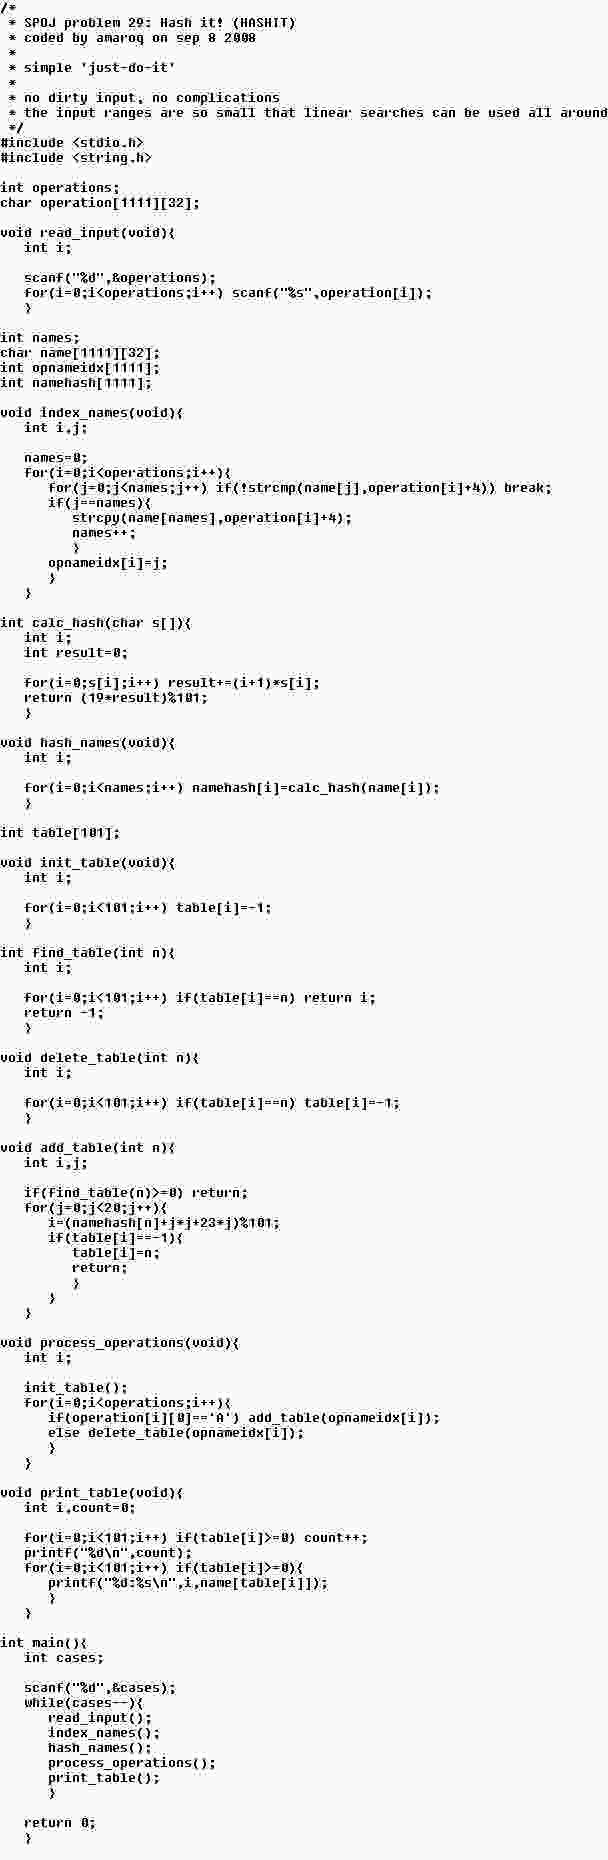 /*
 * SPOJ problem 29: Hash it! (HASHIT)
 * coded by amaroq on sep 8 2008
 *
 * simple 'just-do-it'
 *
 * no dirty input, no complications
 * the input ranges are so small that linear searches can be used all around
 */
#include <stdio.h>
#include <string.h>

int operations;
char operation[1111][32];

void read_input(void){
   int i;

   scanf("%d",&operations);
   for(i=0;i<operations;i++) scanf("%s",operation[i]);
   }

int names;
char name[1111][32];
int opnameidx[1111];
int namehash[1111];

void index_names(void){
   int i,j;

   names=0;
   for(i=0;i<operations;i++){
      for(j=0;j<names;j++) if(!strcmp(name[j],operation[i]+4)) break;
      if(j==names){
         strcpy(name[names],operation[i]+4);
         names++;
         }
      opnameidx[i]=j;
      }
   }

int calc_hash(char s[]){
   int i;
   int result=0;

   for(i=0;s[i];i++) result+=(i+1)*s[i];
   return (19*result)%101;
   }

void hash_names(void){
   int i;

   for(i=0;i<names;i++) namehash[i]=calc_hash(name[i]);
   }

int table[101];

void init_table(void){
   int i;

   for(i=0;i<101;i++) table[i]=-1;
   }

int find_table(int n){
   int i;

   for(i=0;i<101;i++) if(table[i]==n) return i;
   return -1;
   }

void delete_table(int n){
   int i;

   for(i=0;i<101;i++) if(table[i]==n) table[i]=-1;
   }

void add_table(int n){
   int i,j;

   if(find_table(n)>=0) return;
   for(j=0;j<20;j++){
      i=(namehash[n]+j*j+23*j)%101;
      if(table[i]==-1){
         table[i]=n;
         return;
         }
      }
   }

void process_operations(void){
   int i;

   init_table();
   for(i=0;i<operations;i++){
      if(operation[i][0]=='A') add_table(opnameidx[i]);
      else delete_table(opnameidx[i]);
      }
   }

void print_table(void){
   int i,count=0;

   for(i=0;i<101;i++) if(table[i]>=0) count++;
   printf("%d\n",count);
   for(i=0;i<101;i++) if(table[i]>=0){
      printf("%d:%s\n",i,name[table[i]]);
      }
   }

int main(){
   int cases;

   scanf("%d",&cases);
   while(cases--){
      read_input();
      index_names();
      hash_names();
      process_operations();
      print_table();
      }

   return 0;
   }